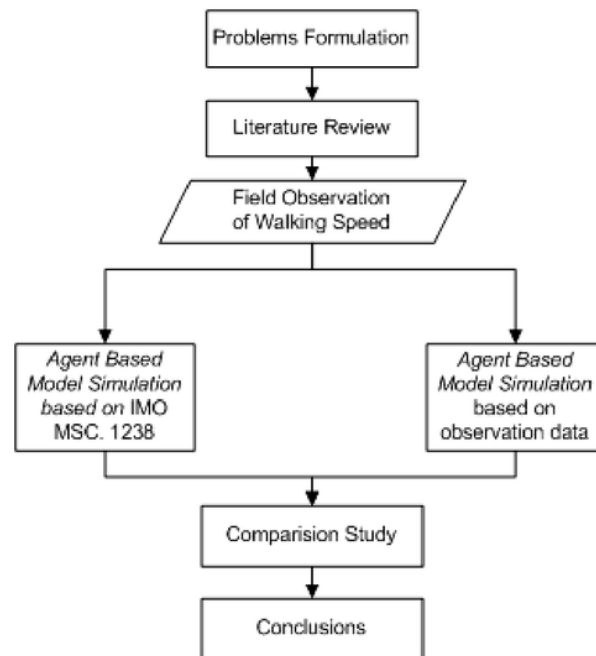 Problems Formulation
Literature Review
Field Observation
of Walking Speed
Agent Based
Model Simulation
based on IMO
MSC. 1238
Agent Based
Model Simulation
based on
observation data
Comparision Study
Conclusions